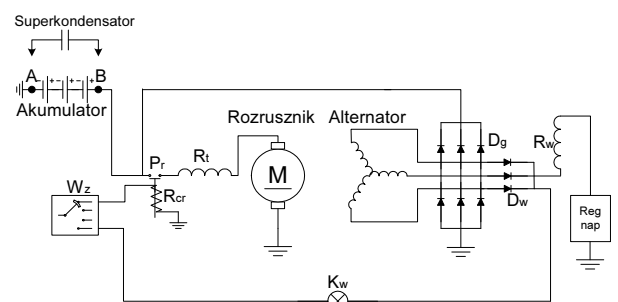 Superkondensator
A - + - + - + B
Akumulator
Rozrusznik
Alternator
Pr
Rt
Dg
Rw
M
Wz
Rcr
Dw
Reg
nap
Kw